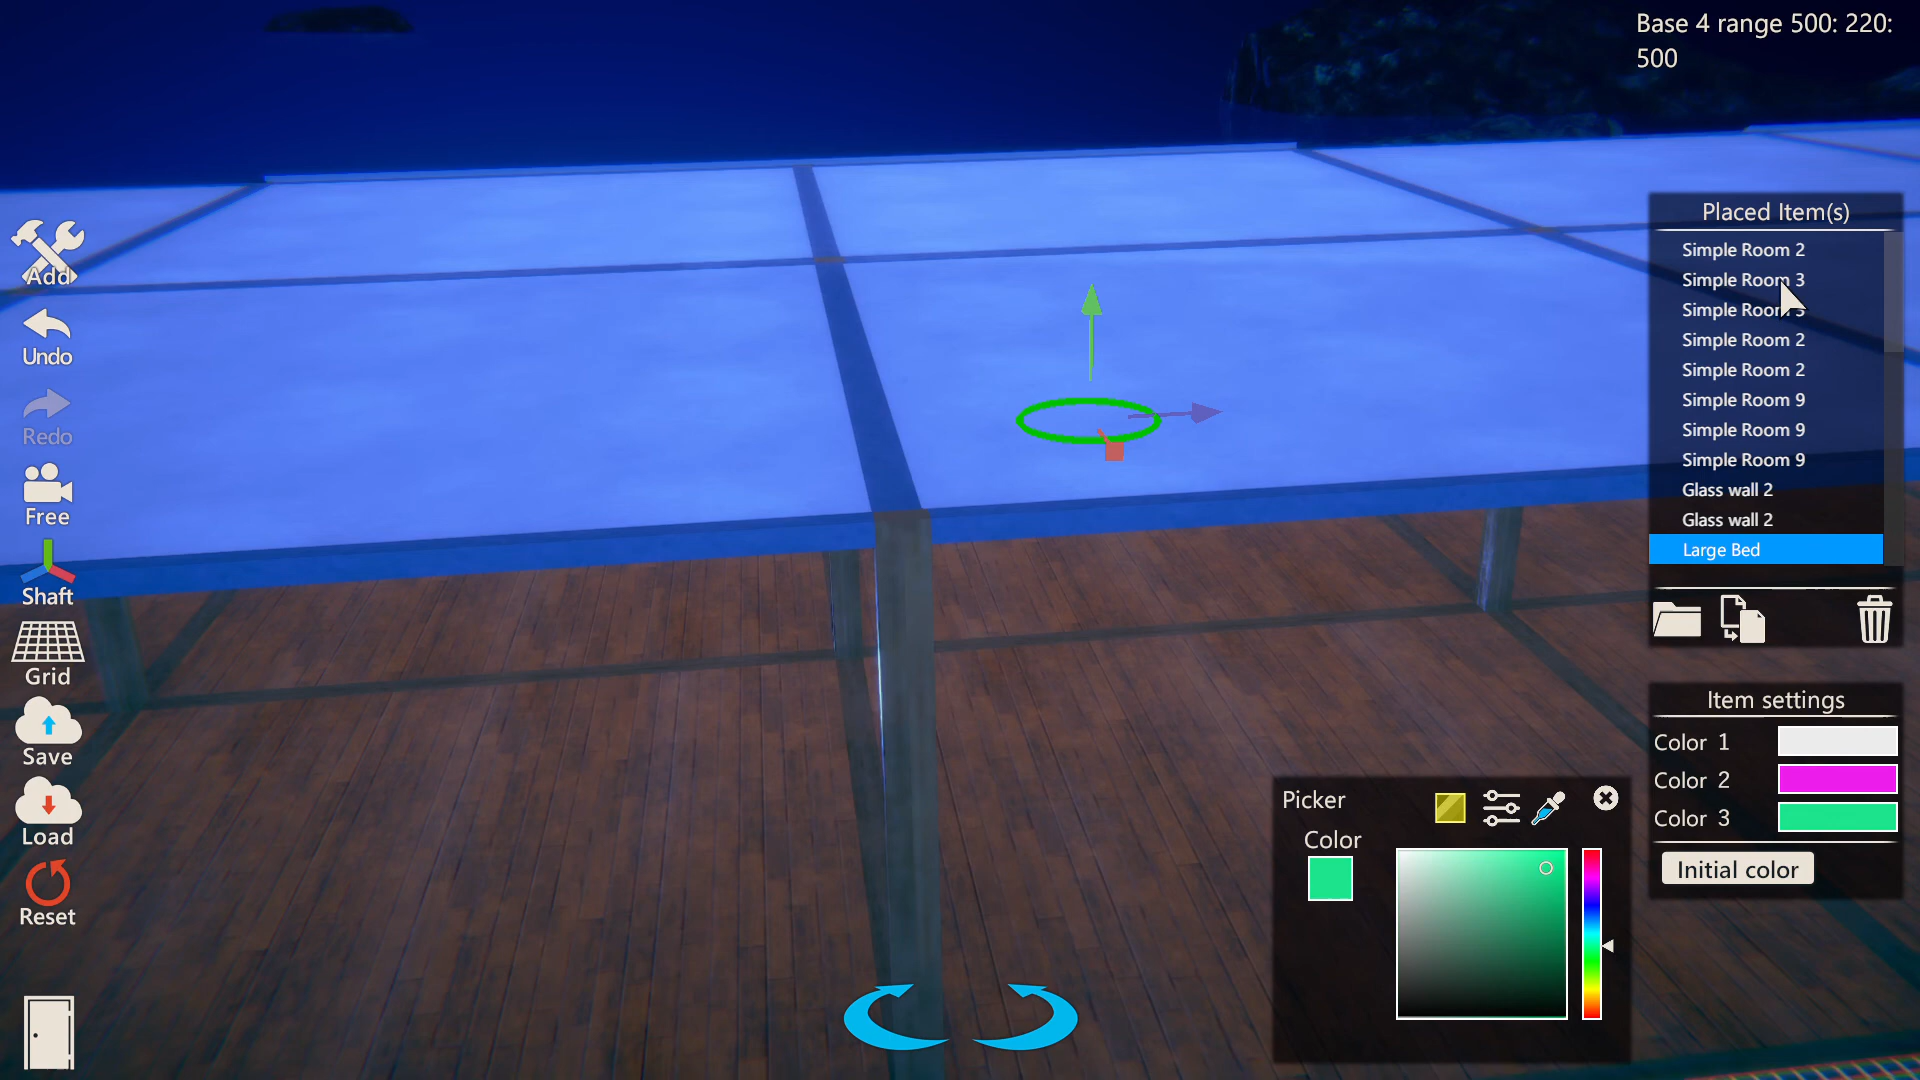 Base 4 range 500: 220:
500
Add
Undo
Redo
Free
Shaft
Grid
Save
Load
Reset
Placed Item(s)
Simple Room 2
Simple Room 3
Simple Room 3
Simple Room 2
Simple Room 2
Simple Room 9
Simple Room 9
Simple Room 9
Glass wall 2
Glass wall 2
Large Bed
Item settings
Color 1
Color 2
Color 3
Initial color
Picker
Color